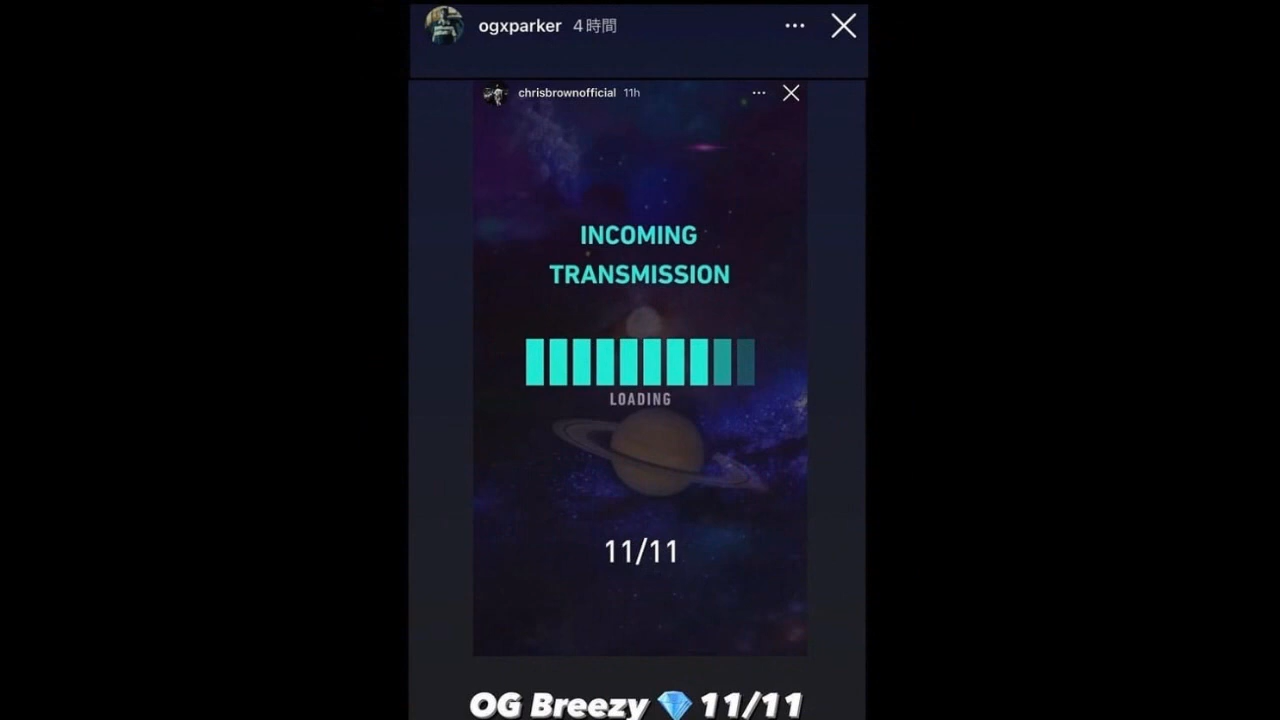 ogxparker 4時間
chrisbrownofficial 11h
INCOMING
TRANSMISSION
LOADING
11/11
OG Breezy 💎 11/11